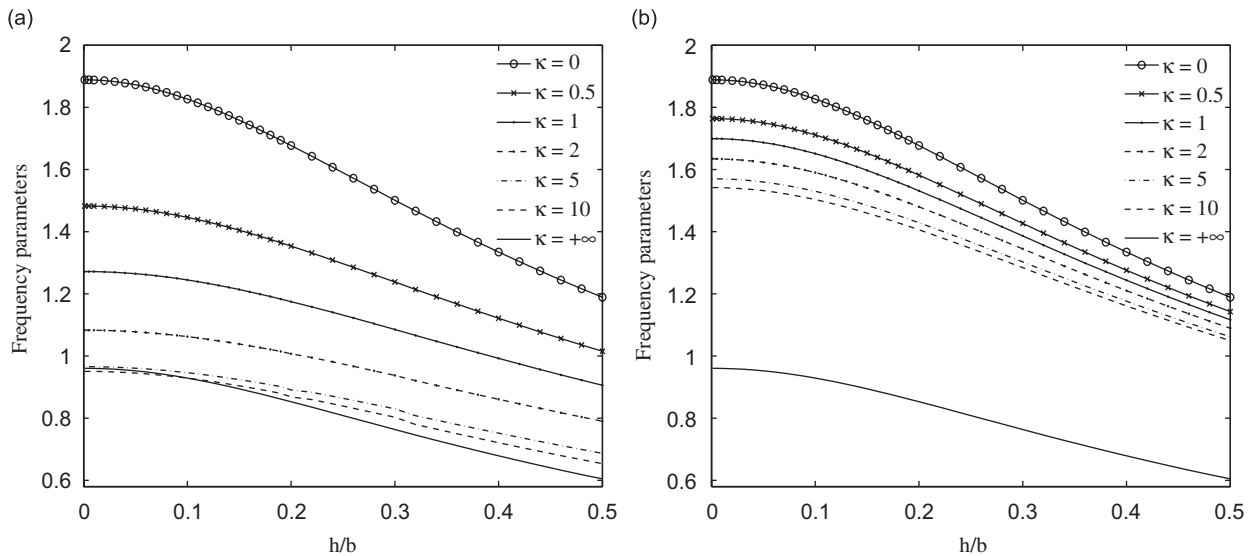 (a)
2
1.8
1.6
1.4
1.2
1
0.8
0.6
Frequency parameters
κ = 0
κ = 0.5
κ = 1
κ = 2
κ = 5
κ = 10
κ = +∞
0
0.1
0.2
0.3
0.4
0.5
h/b
(b)
2
1.8
1.6
1.4
1.2
1
0.8
0.6
Frequency parameters
κ = 0
κ = 0.5
κ = 1
κ = 2
κ = 5
κ = 10
κ = +∞
0
0.1
0.2
0.3
0.4
0.5
h/b